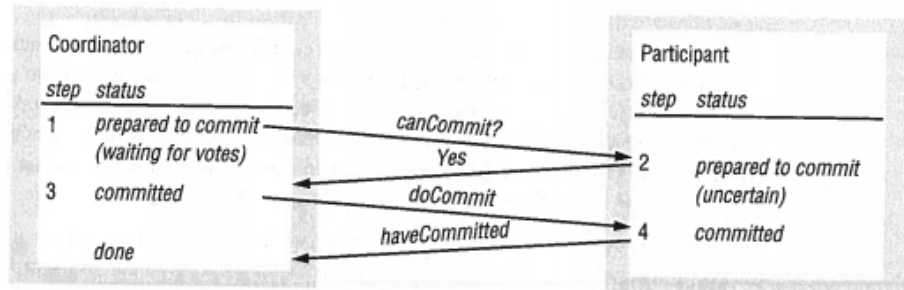 Coordinator
step status
1 prepared to commit
(waiting for votes)
3 committed
done
canCommit?
Yes
doCommit
haveCommitted
Participant
step status
2 prepared to commit
(uncertain)
4 committed